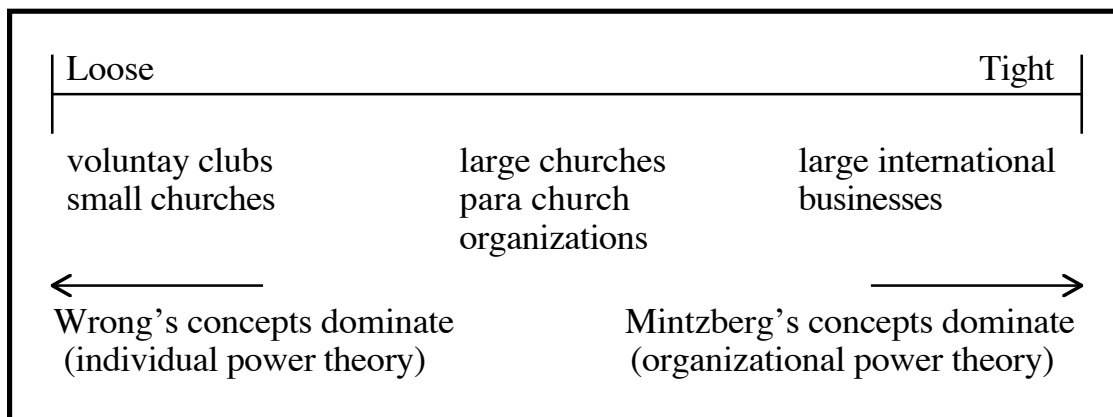 Loose Tight
voluntay clubs
small churches
large churches
para church
organizations
large international
businesses
Wrong’s concepts dominate
(individual power theory)
Mintzberg’s concepts dominate
(organizational power theory)